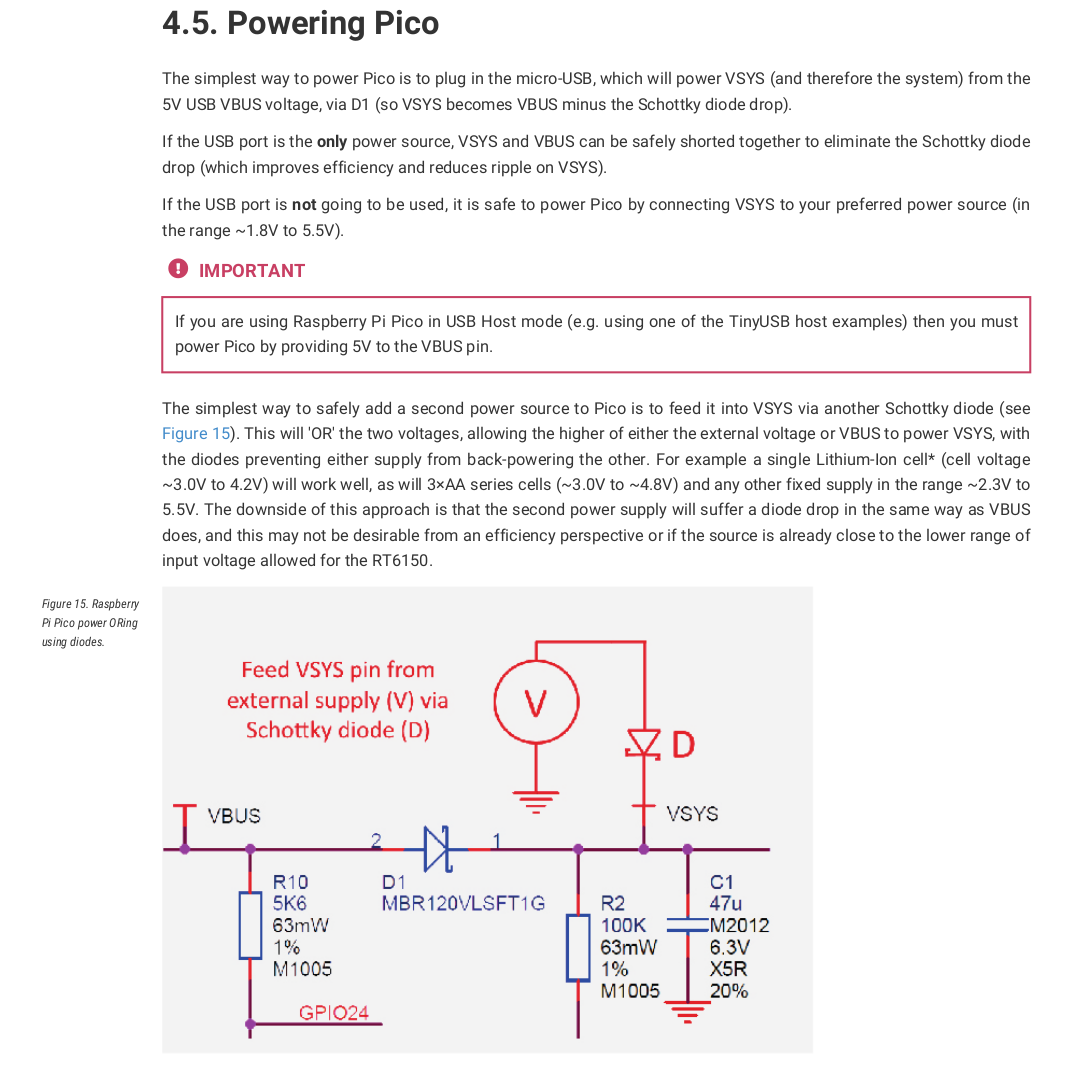 4.5. Powering Pico
The simplest way to power Pico is to plug in the micro-USB, which will power VSYS (and therefore the system) from the
5V USB VBUS voltage, via D1 (so VSYS becomes VBUS minus the Schottky diode drop).
If the USB port is the only power source, VSYS and VBUS can be safely shorted together to eliminate the Schottky diode
drop (which improves efficiency and reduces ripple on VSYS).
If the USB port is not going to be used, it is safe to power Pico by connecting VSYS to your preferred power source (in
the range ~1.8V to 5.5V).
IMPORTANT
If you are using Raspberry Pi Pico in USB Host mode (e.g. using one of the TinyUSB host examples) then you must
power Pico by providing 5V to the VBUS pin.
The simplest way to safely add a second power source to Pico is to feed it into VSYS via another Schottky diode (see
Figure 15). This will 'OR' the two voltages, allowing the higher of either the external voltage or VBUS to power VSYS, with
the diodes preventing either supply from back-powering the other. For example a single Lithium-Ion cell* (cell voltage
~3.0V to 4.2V) will work well, as will 3×AA series cells (~3.0V to ~4.8V) and any other fixed supply in the range ~2.3V to
5.5V. The downside of this approach is that the second power supply will suffer a diode drop in the same way as VBUS
does, and this may not be desirable from an efficiency perspective or if the source is already close to the lower range of
input voltage allowed for the RT6150.
Figure 15. Raspberry
Pi Pico power ORing
using diodes.
Feed VSYS pin from
external supply (V) via
Schottky diode (D)
V
D
VBUS
VSYS
2
1
R10
5K6
63mW
1%
M1005
GPIO24
D1
MBR120VLSFT1G
R2
100K
63mW
1%
M1005
C1
47u
M2012
6.3V
X5R
20%